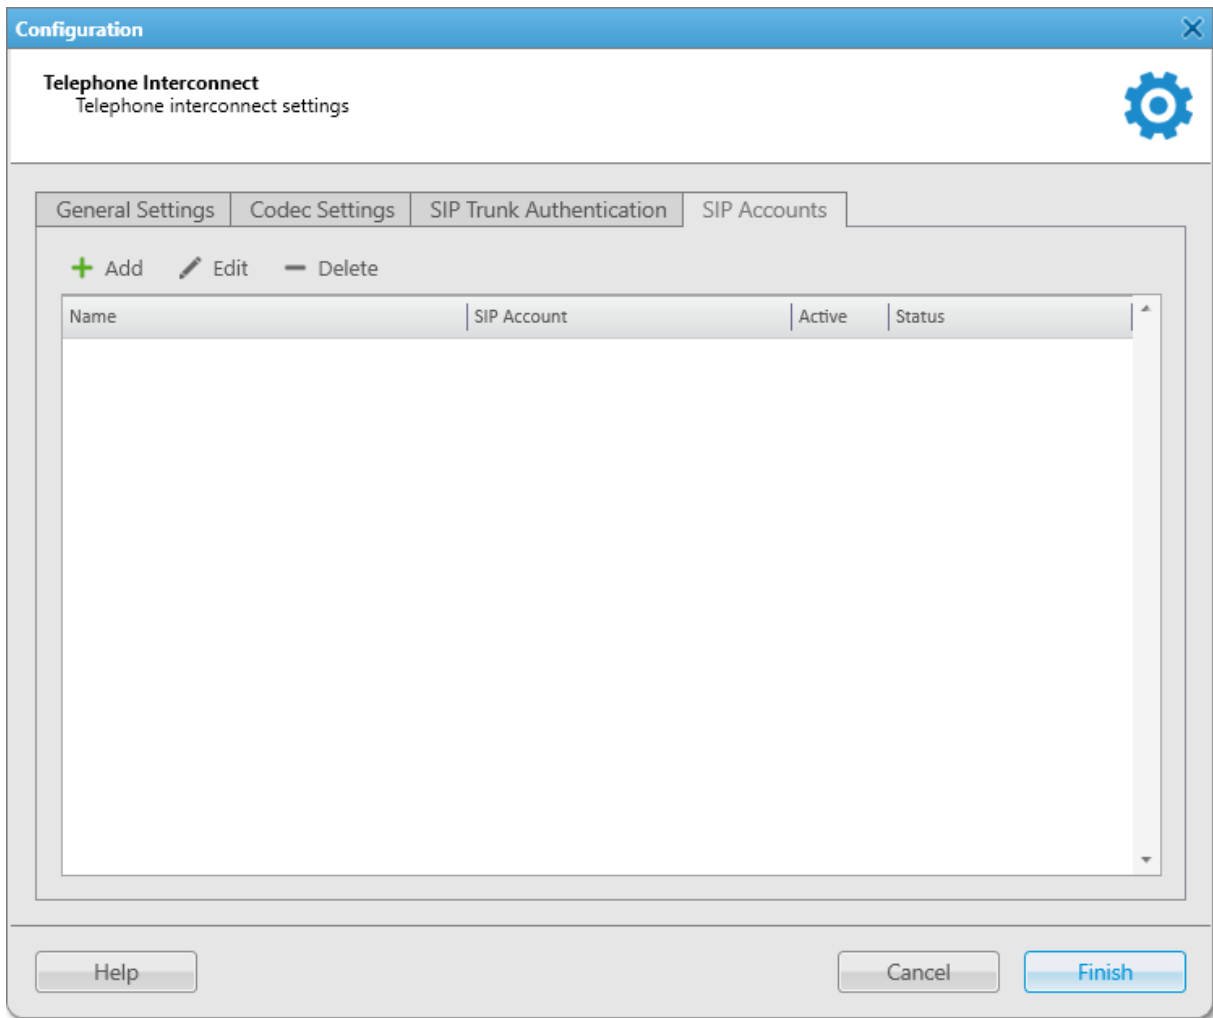 Configuration
Telephone Interconnect
Telephone interconnect settings
General Settings Codec Settings SIP Trunk Authentication SIP Accounts
Add Edit Delete
Name SIP Account Active Status
Help Cancel Finish